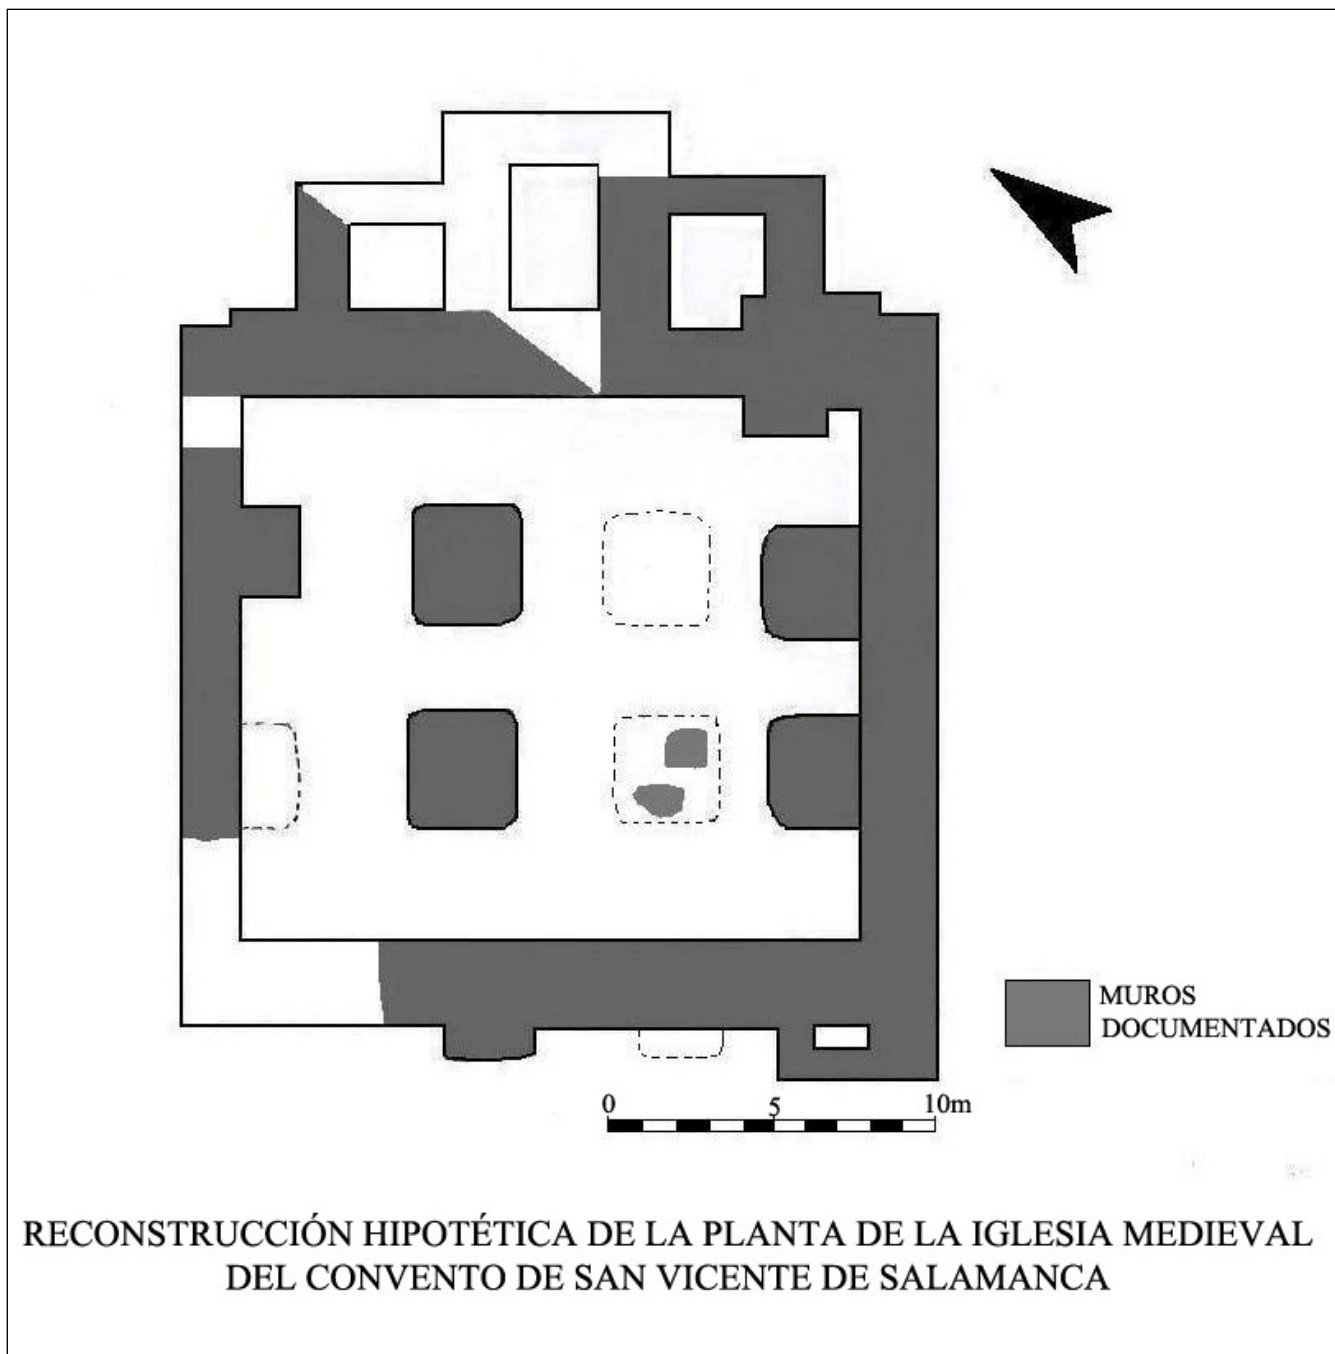 MUROS
DOCUMENTADOS
0 5 10m
RECONSTRUCCIÓN HIPOTÉTICA DE LA PLANTA DE LA IGLESIA MEDIEVAL
DEL CONVENTO DE SAN VICENTE DE SALAMANCA